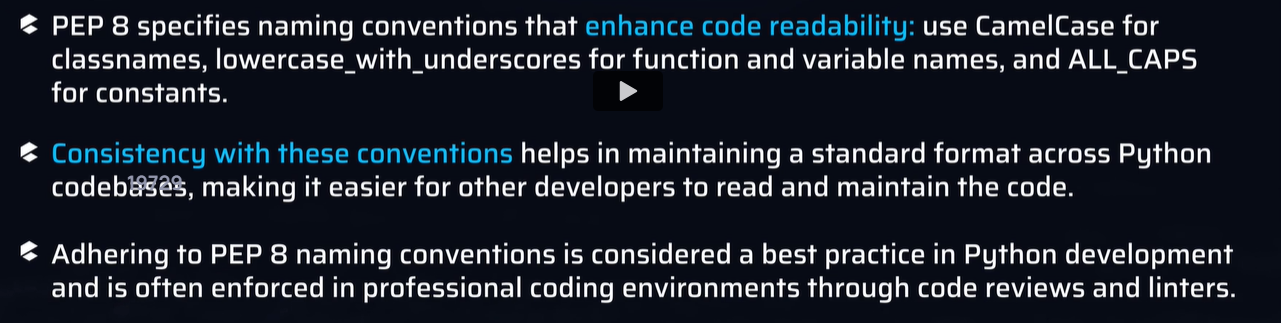 PEP 8 specifies naming conventions that enhance code readability: use CamelCase for
classnames, lowercase_with_underscores for function and variable names, and ALL_CAPS
for constants.
Consistency with these conventions helps in maintaining a standard format across Python
codebases, making it easier for other developers to read and maintain the code.
19729
Adhering to PEP 8 naming conventions is considered a best practice in Python development
and is often enforced in professional coding environments through code reviews and linters.